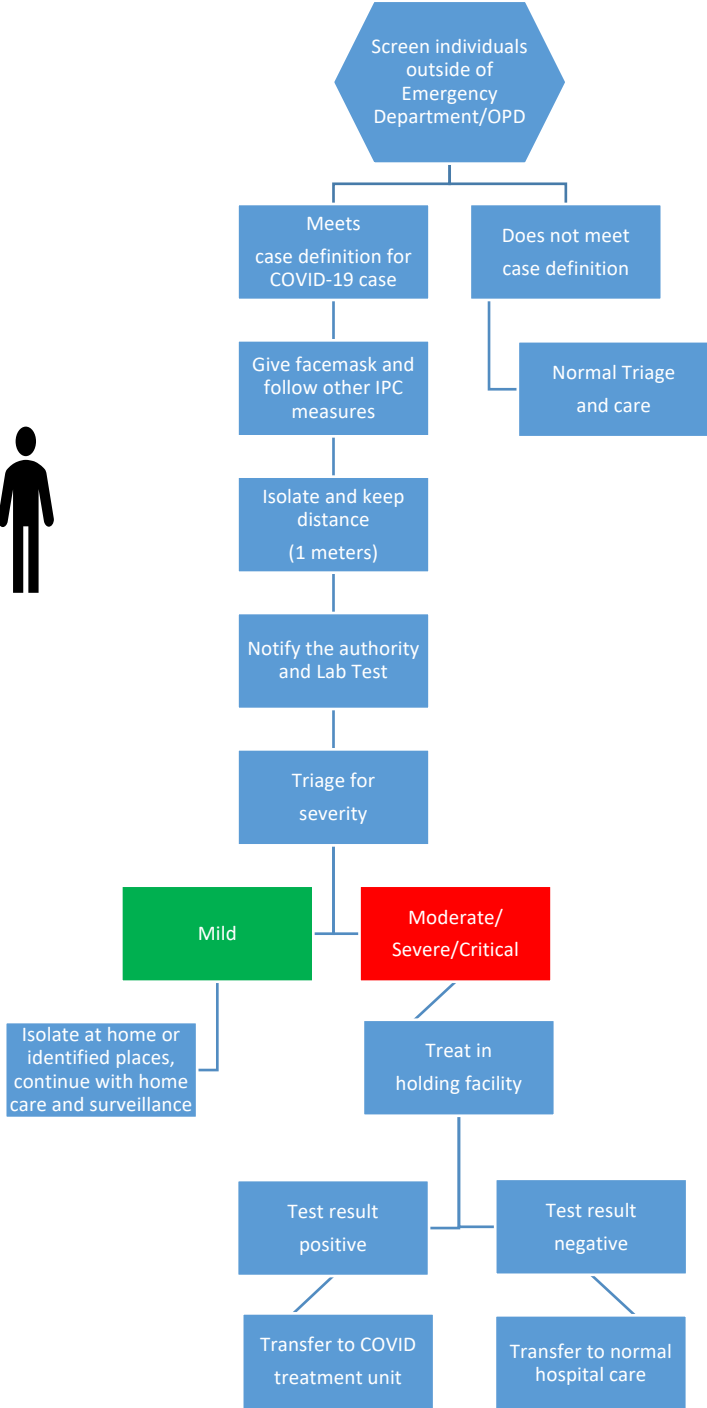 Screen individuals
outside of
Emergency
Department/OPD
Meets
case definition for
COVID-19 case
Does not meet
case definition
Give facemask and
follow other IPC
measures
Normal Triage
and care
Isolate and keep
distance
(1 meters)
Notify the authority
and Lab Test
Triage for
severity
Mild
Moderate/
Severe/Critical
Isolate at home or
identified places,
continue with home
care and surveillance
Treat in
holding facility
Test result
positive
Test result
negative
Transfer to COVID
treatment unit
Transfer to normal
hospital care